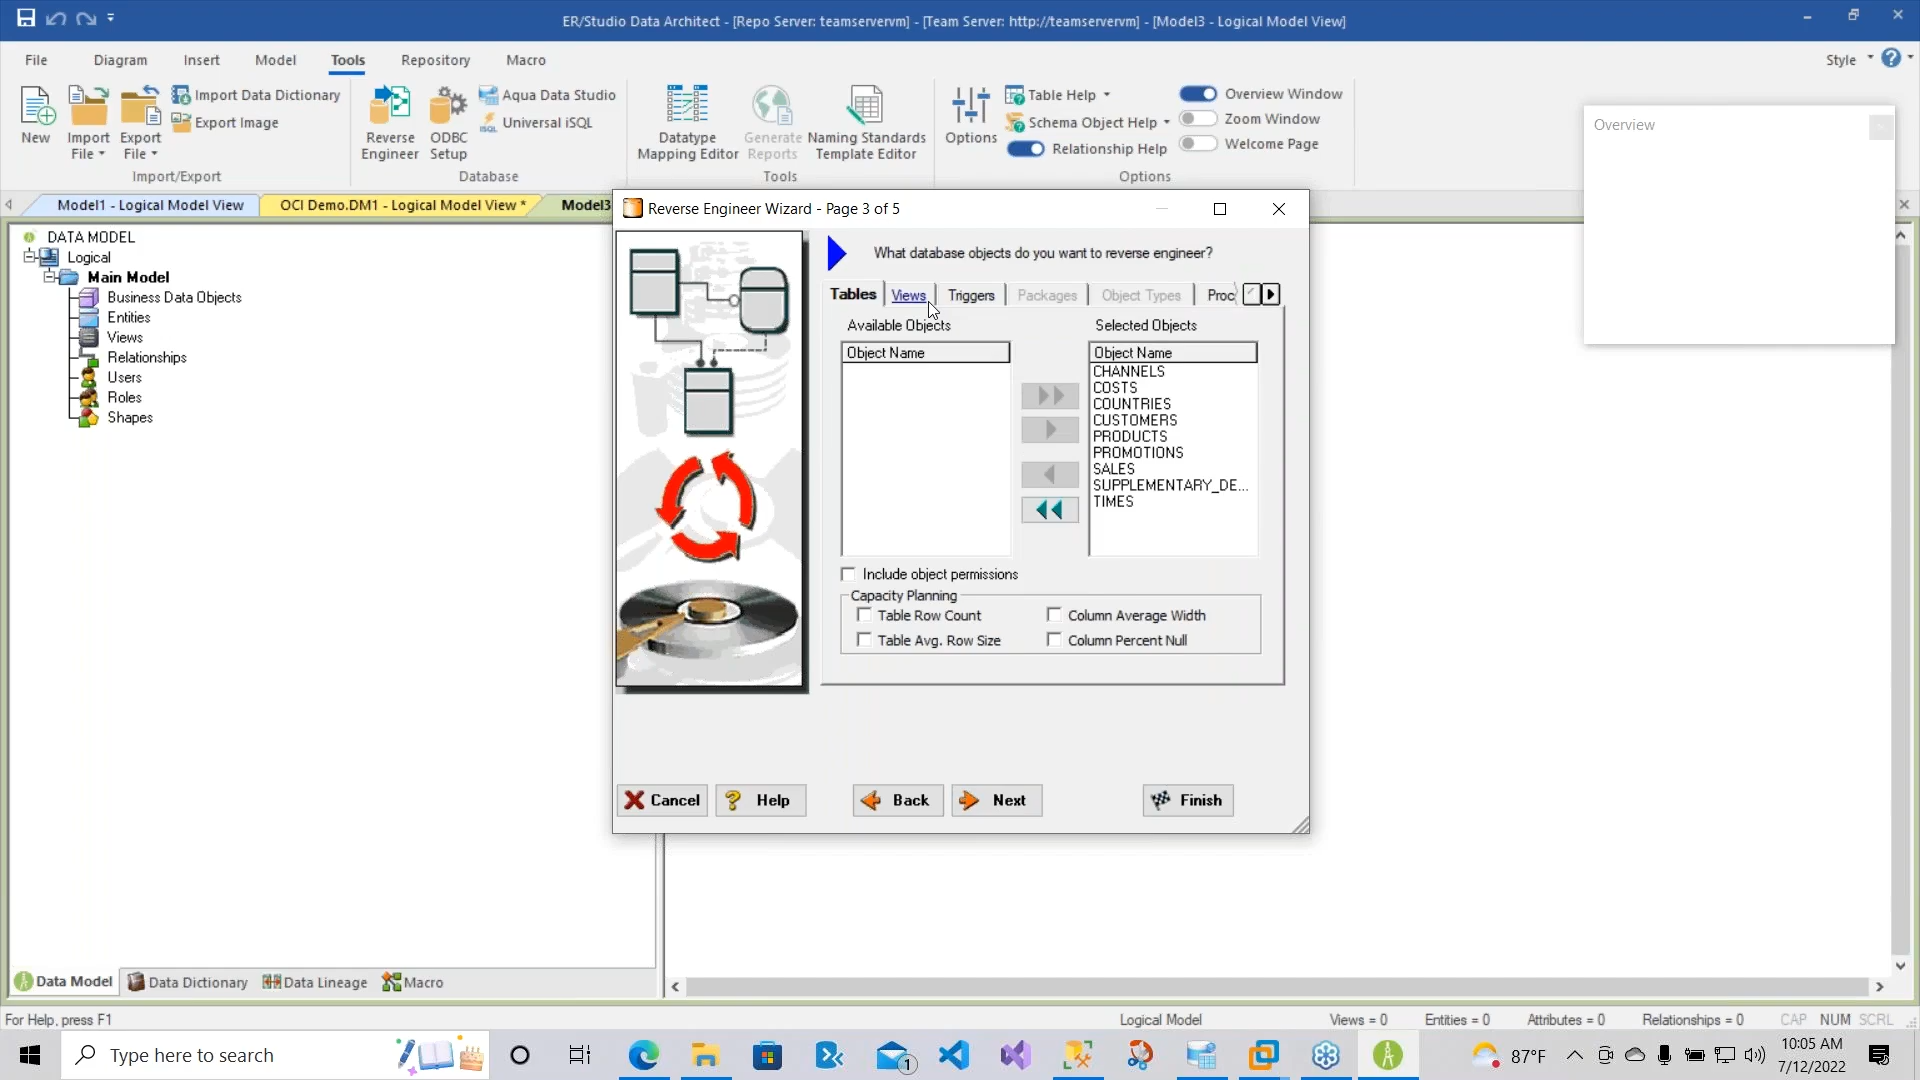 ER/Studio Data Architect - [Repo Server: teamservervm] - [Team Server: http://teamservervm] - [Model3 - Logical Model View]
File Diagram Insert Model Tools Repository Macro Style
New
Import File
Export File
Import Data Dictionary
Export Image
Import/Export
Reverse Engineer
ODBC Setup
Aqua Data Studio
Universal iSQL
Database
Datatype Mapping Editor
Generate Reports
Naming Standards Template Editor
Tools
Options
Table Help
Schema Object Help
Relationship Help
Overview Window
Zoom Window
Welcome Page
Options
Overview
Model1 - Logical Model View
OCI Demo.DM1 - Logical Model View *
Model3
DATA MODEL
Logical
Main Model
Business Data Objects
Entities
Views
Relationships
Users
Roles
Shapes
Reverse Engineer Wizard - Page 3 of 5
What database objects do you want to reverse engineer?
Tables Views Triggers Packages Object Types Proc
Available Objects
Object Name
Selected Objects
Object Name
CHANNELS
COSTS
COUNTRIES
CUSTOMERS
PRODUCTS
PROMOTIONS
SALES
SUPPLEMENTARY_DE...
TIMES
Include object permissions
Capacity Planning
Table Row Count
Column Average Width
Table Avg. Row Size
Column Percent Null
Cancel
Help
Back
Next
Finish
Data Model Data Dictionary Data Lineage Macro
For Help, press F1
Logical Model Views = 0 Entities = 0 Attributes = 0 Relationships = 0 CAP NUM SCRL
Type here to search
1
87°F
10:05 AM
7/12/2022